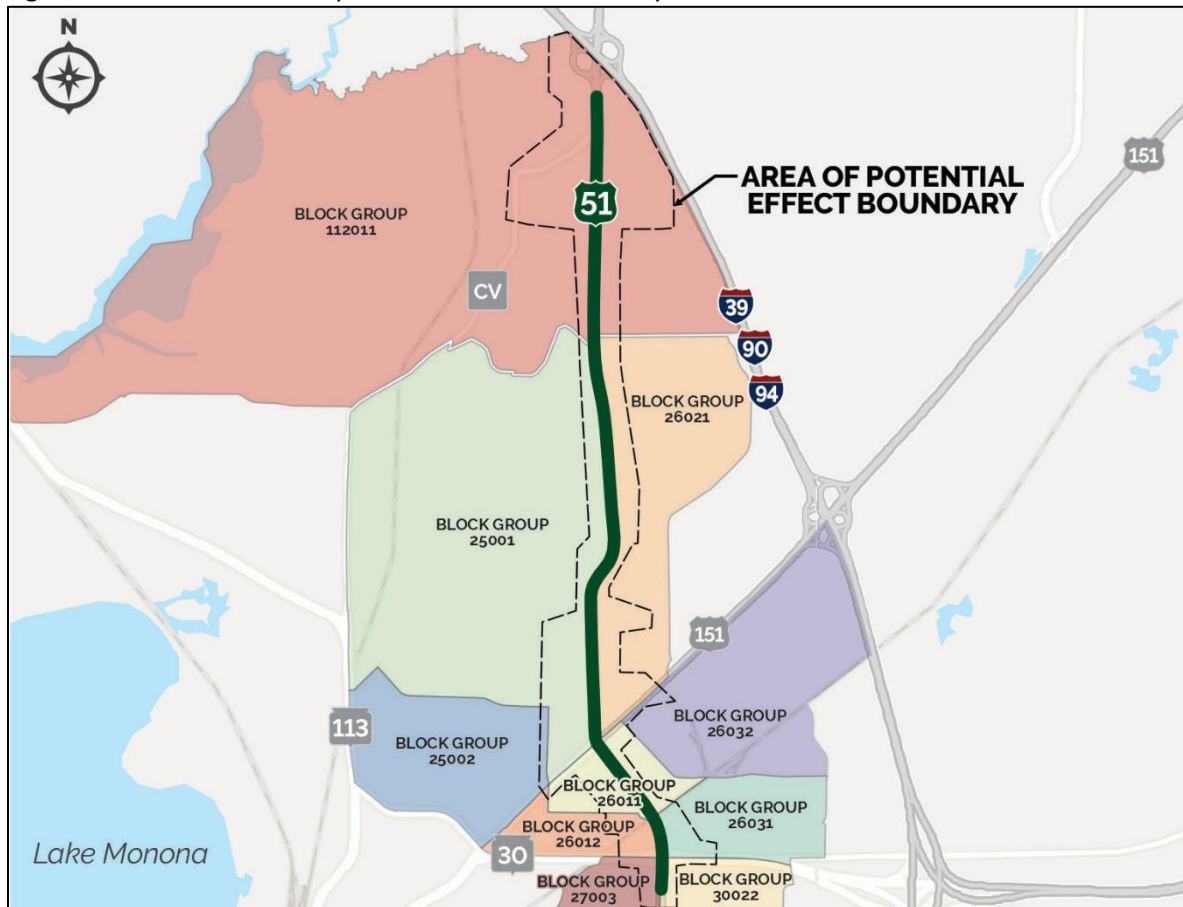 N
151
AREA OF POTENTIAL
EFFECT BOUNDARY
51
BLOCK GROUP
112011
CV
39
90
94
BLOCK GROUP
26021
BLOCK GROUP
25001
151
BLOCK GROUP
26032
113
BLOCK GROUP
25002
BLOCK GROUP
26011
BLOCK GROUP
26031
BLOCK GROUP
26012
30
Lake Monona
BLOCK GROUP
27003
BLOCK GROUP
30022